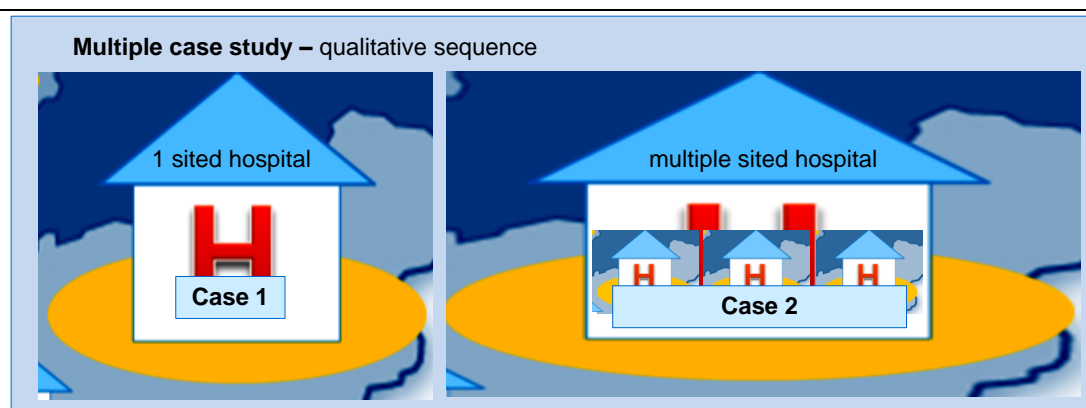 Multiple case study – qualitative sequence
1 sited hospital
H
Case 1
multiple sited hospital
H H H
Case 2